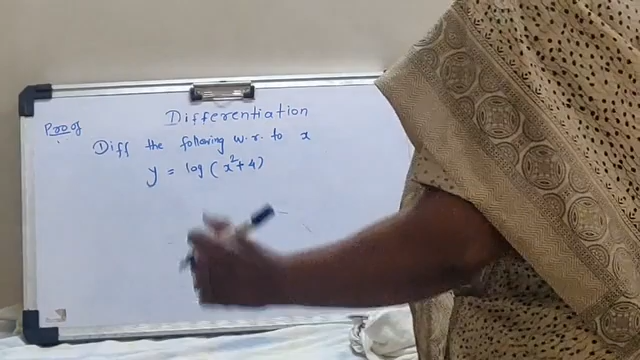 Differentiation
Proof
Diff the following w.r. to x
y = log (x²+4)